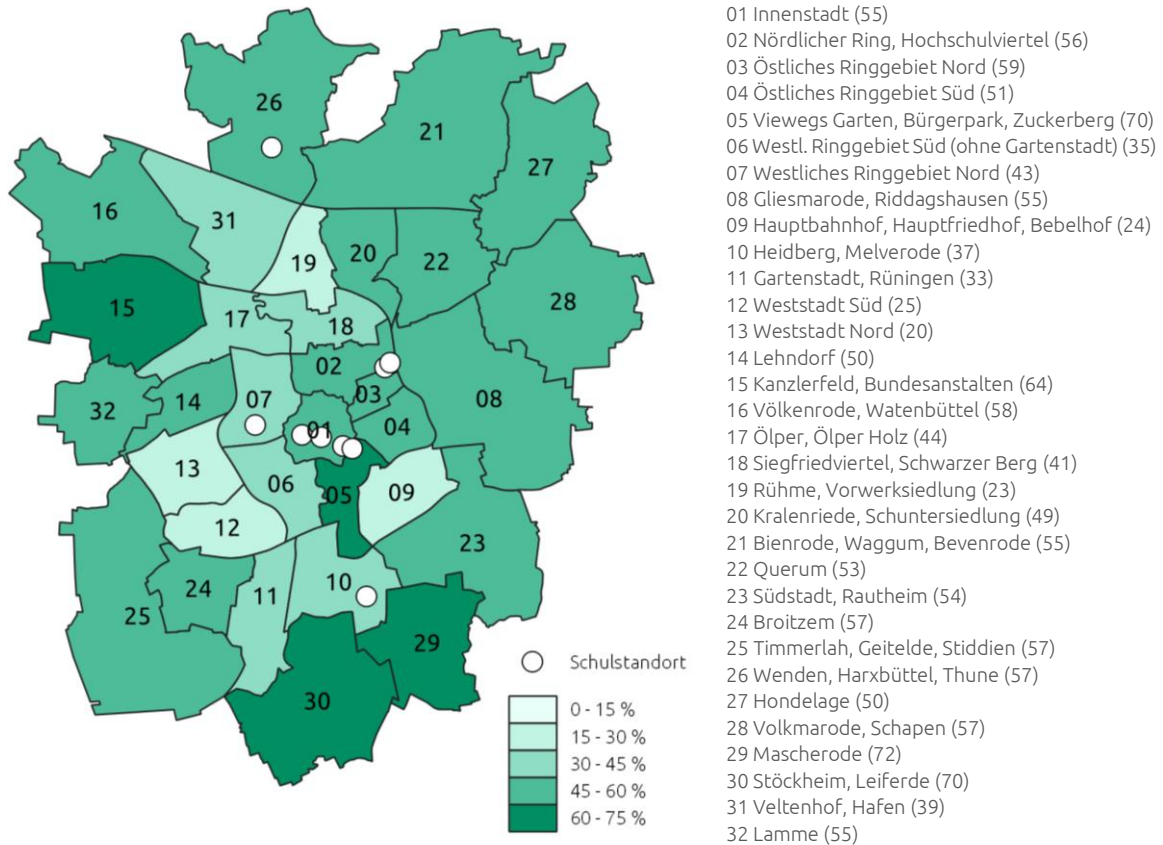 26
21
27
16
31
19
20
22
28
15
17
18
02
03
08
32
14
07
01
04
13
06
05
09
12
23
10
24
11
25
29
30
Schulstandort
0 - 15 %
15 - 30 %
30 - 45 %
45 - 60 %
60 - 75 %
01 Innenstadt (55)
02 Nördlicher Ring, Hochschulviertel (56)
03 Östliches Ringgebiet Nord (59)
04 Östliches Ringgebiet Süd (51)
05 Viewegs Garten, Bürgerpark, Zuckerberg (70)
06 Westl. Ringgebiet Süd (ohne Gartenstadt) (35)
07 Westliches Ringgebiet Nord (43)
08 Gliesmarode, Riddagshausen (55)
09 Hauptbahnhof, Hauptfriedhof, Bebelhof (24)
10 Heidberg, Melverode (37)
11 Gartenstadt, Rüningen (33)
12 Weststadt Süd (25)
13 Weststadt Nord (20)
14 Lehndorf (50)
15 Kanzlerfeld, Bundesanstalten (64)
16 Völkenrode, Watenbüttel (58)
17 Ölper, Ölper Holz (44)
18 Siegfriedviertel, Schwarzer Berg (41)
19 Rühme, Vorwerksiedlung (23)
20 Kralenriede, Schuntersiedlung (49)
21 Bienrode, Waggum, Bevenrode (55)
22 Querum (53)
23 Südstadt, Rautheim (54)
24 Broitzem (57)
25 Timmerlah, Geitelde, Stiddien (57)
26 Wenden, Harxbüttel, Thune (57)
27 Hondelage (50)
28 Volkmarode, Schapen (57)
29 Mascherode (72)
30 Stöckheim, Leiferde (70)
31 Veltenhof, Hafen (39)
32 Lamme (55)